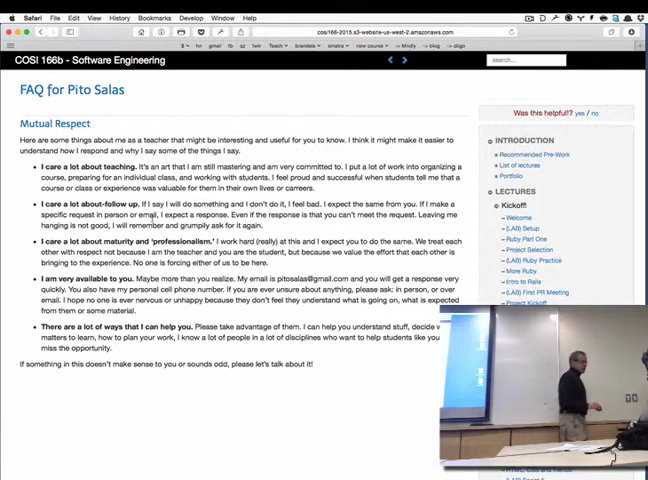 Safari File Edit View History Bookmarks Develop Window Help
cosi166-2015.s3-website-us-west-2.amazonaws.com
COSI 166b - Software Engineering
search...
FAQ for Pito Salas
Mutual Respect
Here are some things about me as a teacher that might be interesting and useful for you to know. I think it might make it easier to
understand how I respond and why I say some of the things I say.
• I care a lot about teaching. It's an art that I am still mastering and am very committed to. I put a lot of work into organizing a
course, preparing for an individual class, and working with students. I feel proud and successful when students tell me that a
course or class or experience was valuable for them in their own lives or carreers.
• I care a lot about-follow up. If I say I will do something and I don't do it, I feel bad. I expect the same from you. If I make a
specific request in person or email, I expect a response. Even if the response is that you can't meet the request. Leaving me
hanging is not good, I will remember and grumpily ask for it again.
• I care a lot about maturity and 'professionalism.' I work hard (really) at this and I expect you to do the same. We treat each
other with respect not because I am the teacher and you are the student, but because we value the effort that each other is
bringing to the experience. No one is forcing either of us to be here.
• I am very available to you. Maybe more than you realize. My email is pitosalas@gmail.com and you will get a response very
quickly. You also have my personal cell phone number. If you are ever unsure about anything, please ask: in person, or over
email. I hope no one is ever nervous or unhappy because they don't feel they understand what is going on, what is expected
from them or some material.
• There are a lot of ways that I can help you. Please take advantage of them. I can help you understand stuff, decide w
matters to learn, how to plan your work, I know a lot of people in a lot of disciplines who want to help students like you
miss the opportunity.
If something in this doesn't make sense to you or sounds odd, please let's talk about it!
Was this helpful!? yes / no
INTRODUCTION
Recommended Pre-Work
List of lectures
Portfolio
LECTURES
Kickoff!
Welcome
(LAB) Setup
Ruby Part One
Selection
(LAB) Ruby Practice
More Ruby
Intro to Rails
(LAB) First PR Meeting
Project Kickoff